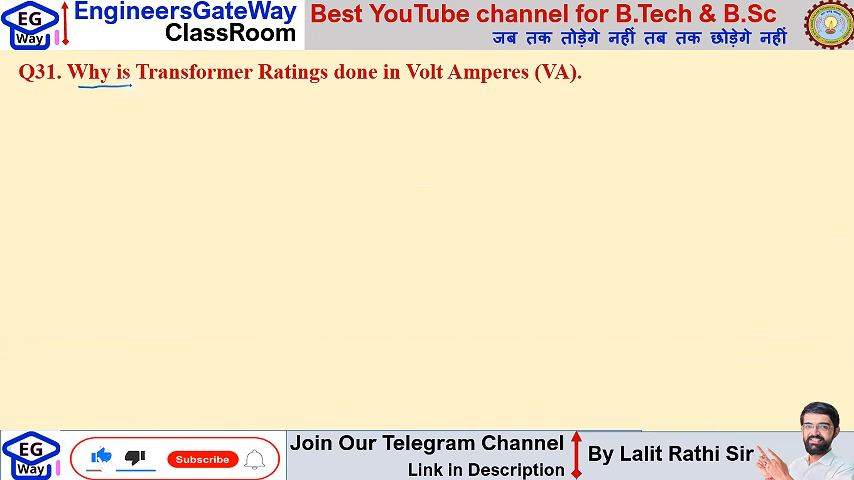 EG
Way
EngineersGateWay
ClassRoom
Best YouTube channel for B.Tech & B.Sc
जब तक तोड़ेगे नहीं तब तक छोड़ेगे नहीं
Q31. Why is Transformer Ratings done in Volt Amperes (VA).
EG
Way
Subscribe
Join Our Telegram Channel
Link in Description
By Lalit Rathi Sir